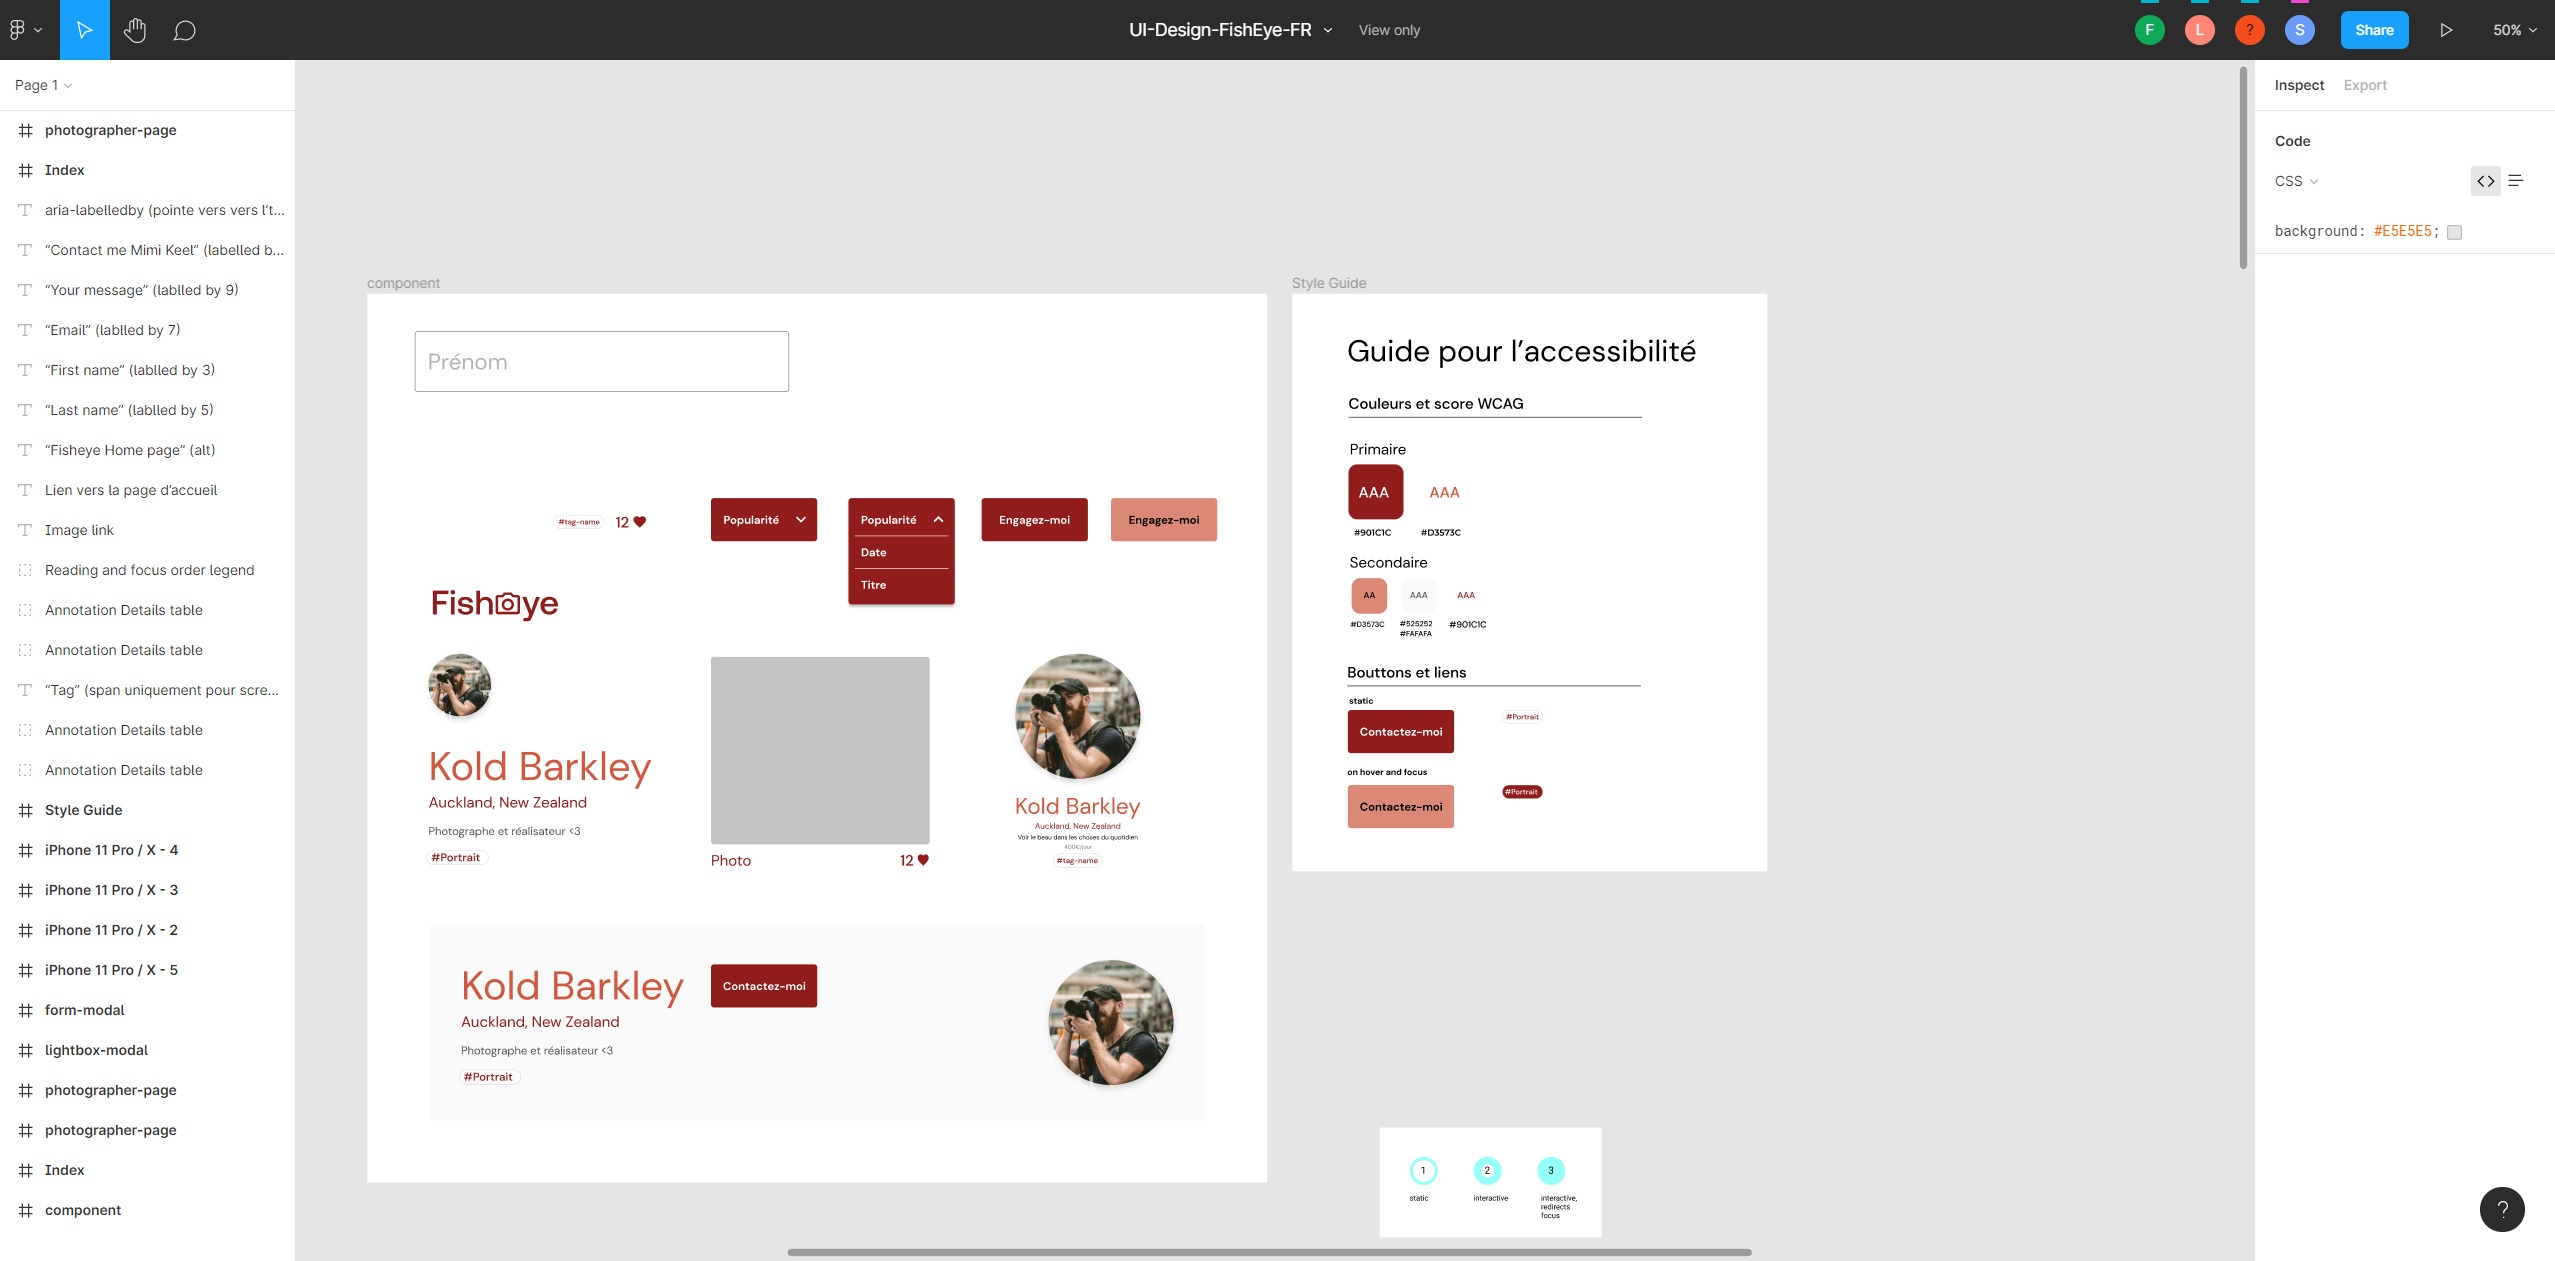 UI-Design-FishEye-FR
View only
F
L
?
S
Share
50%
Page 1
photographer-page
Index
aria-labelledby (pointe vers vers l’t...
“Contact me Mimi Keel” (labelled b...
“Your message” (lablled by 9)
“Email” (lablled by 7)
“First name” (lablled by 3)
“Last name” (lablled by 5)
“Fisheye Home page” (alt)
Lien vers la page d’accueil
Image link
Reading and focus order legend
Annotation Details table
Annotation Details table
“Tag” (span uniquement pour scre...
Annotation Details table
Annotation Details table
Style Guide
iPhone 11 Pro / X - 4
iPhone 11 Pro / X - 3
iPhone 11 Pro / X - 2
iPhone 11 Pro / X - 5
form-modal
lightbox-modal
photographer-page
photographer-page
Index
component
component
Prénom
#tag-name
12
Popularité
Popularité
Date
Titre
Engagez-moi
Engagez-moi
Fisheye
Kold Barkley
Auckland, New Zealand
Photographe et réalisateur <3
#Portrait
Photo
12
Kold Barkley
Auckland, New Zealand
Voir le beau dans les choses du quotidien
400€/jour
#tag-name
Kold Barkley
Auckland, New Zealand
Photographe et réalisateur <3
#Portrait
Contactez-moi
Style Guide
Guide pour l’accessibilité
Couleurs et score WCAG
Primaire
AAA
AAA
#901C1C
#D3573C
Secondaire
AA
AAA
AAA
#D3573C
#525252
#FAFAFA
#901C1C
Bouttons et liens
static
Contactez-moi
#Portrait
on hover and focus
Contactez-moi
#Portrait
1
2
3
static
interactive
interactive,
redirects
focus
Inspect
Export
Code
CSS
background: #E5E5E5;
?